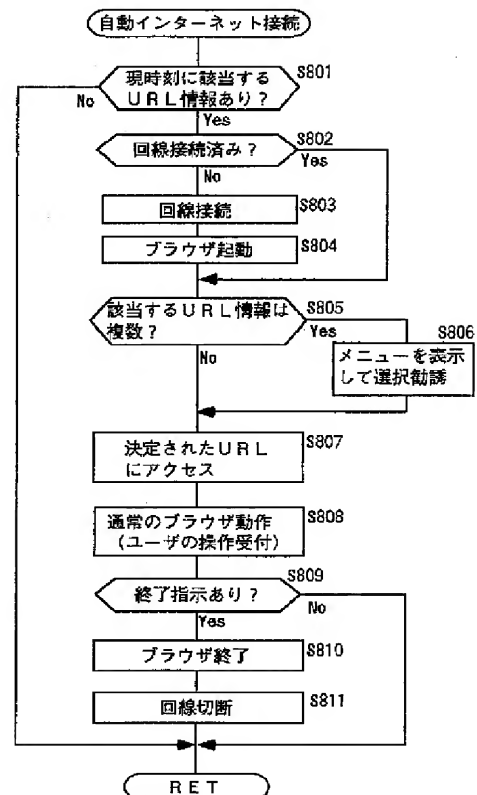 自動インターネット接続
現時刻に該当する
URL情報あり？
S801
No
Yes
回線接続済み？
S802
Yes
No
回線接続
S803
ブラウザ起動
S804
該当するURL情報は
複数？
S805
Yes
No
S806
メニューを表示
して選択勧誘
決定されたURL
にアクセス
S807
通常のブラウザ動作
（ユーザの操作受付）
S808
終了指示あり？
S809
No
Yes
ブラウザ終了
S810
回線切断
S811
RET